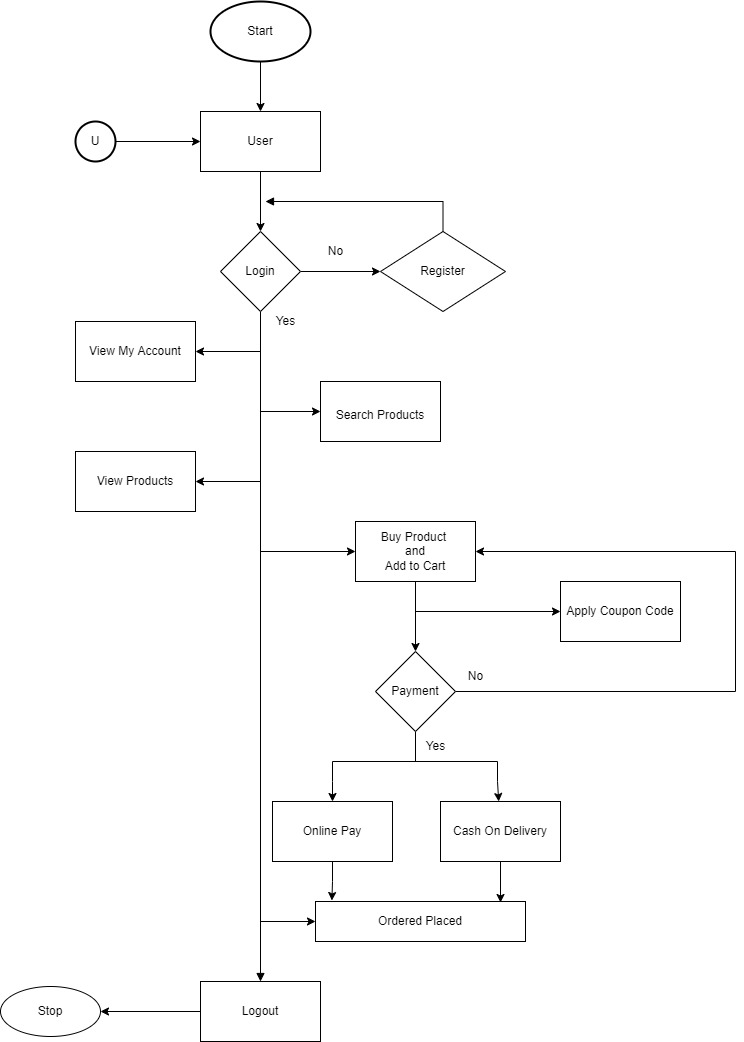 Start
U
User
No
Login
Register
Yes
View My Account
Search Products
View Products
Buy Product
and
Add to Cart
Apply Coupon Code
No
Payment
Yes
Online Pay
Cash On Delivery
Ordered Placed
Stop
Logout